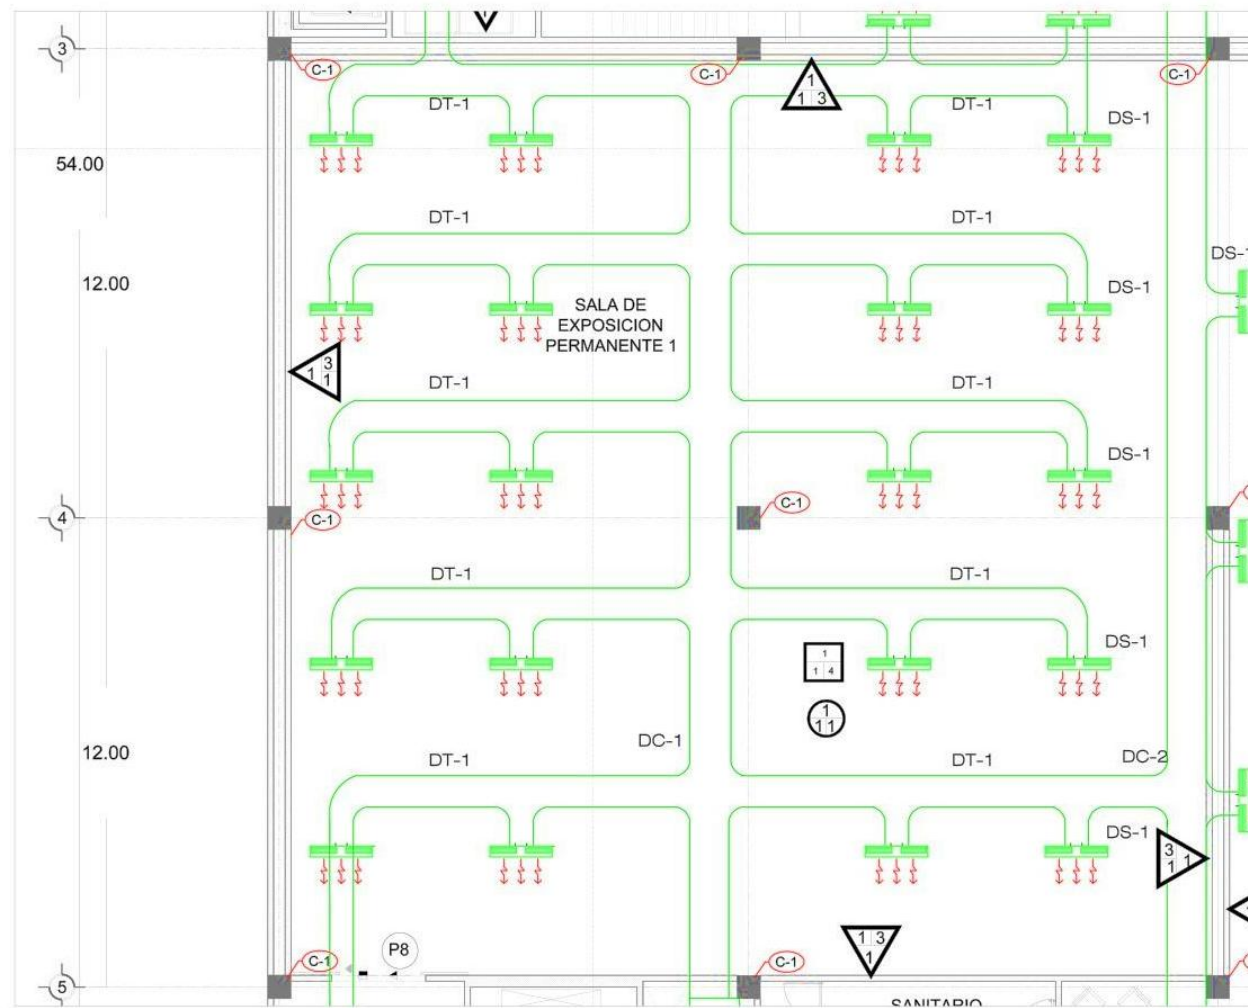 3
C-1
C-1
C-1
1
1 3
DT-1
DT-1
DS-1
54.00
DT-1
DT-1
DS-1
12.00
DS-1
SALA DE
EXPOSICION
PERMANENTE 1
3
1
1
DT-1
DT-1
DS-1
4
C-1
C-1
DT-1
DT-1
DS-1
1
1 4
1
1 1
DC-1
12.00
DT-1
DT-1
DC-2
DS-1
3
1
1
P8
1 3
1
C-1
C-1
5
SANITARIO